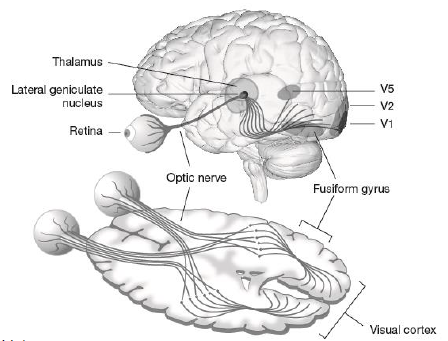 Thalamus
Lateral geniculate
nucleus
Retina
V5
V2
V1
Optic nerve
Fusiform gyrus
Visual cortex